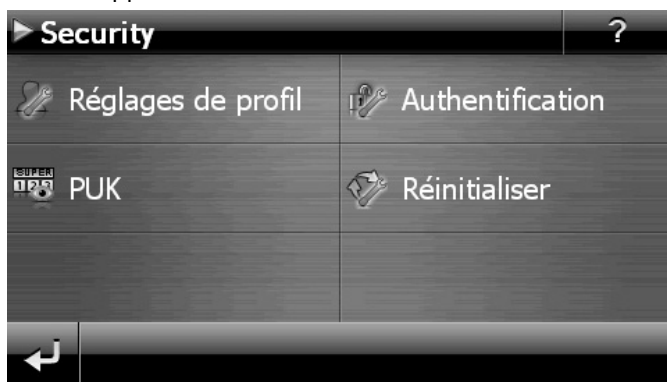 Security
?
Réglages de profil
Authentification
SUPER
123
PUK
Réinitialiser